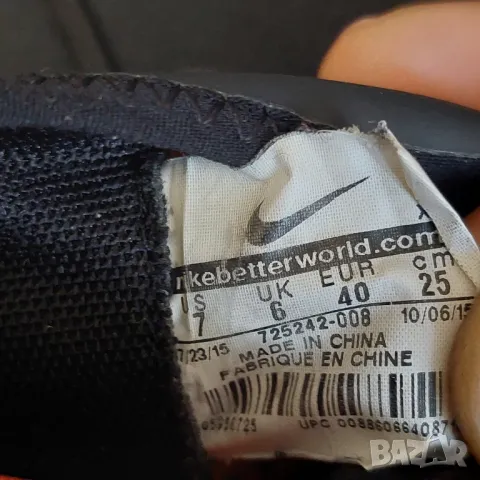 nikebetterworld.com
US UK EUR cm
7 6 40 25
725242-008
7/23/15 10/06/15
MADE IN CHINA
FABRIQUE EN CHINE
UPC 00886066408
BAZAR